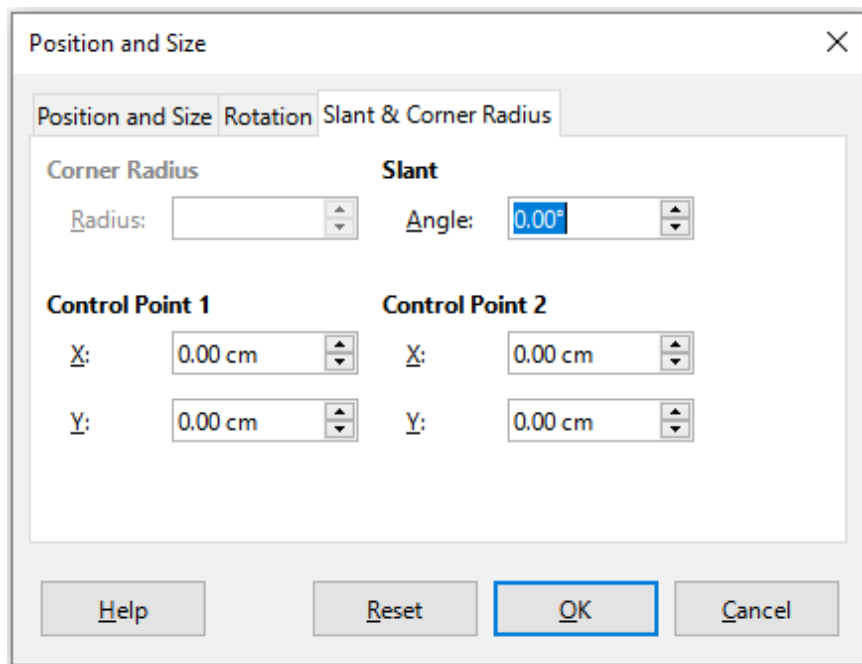 Position and Size
Position and Size Rotation Slant & Corner Radius
Corner Radius Slant
Radius: Angle: 0.00°
Control Point 1 Control Point 2
X: 0.00 cm X: 0.00 cm
Y: 0.00 cm Y: 0.00 cm
Help Reset OK Cancel